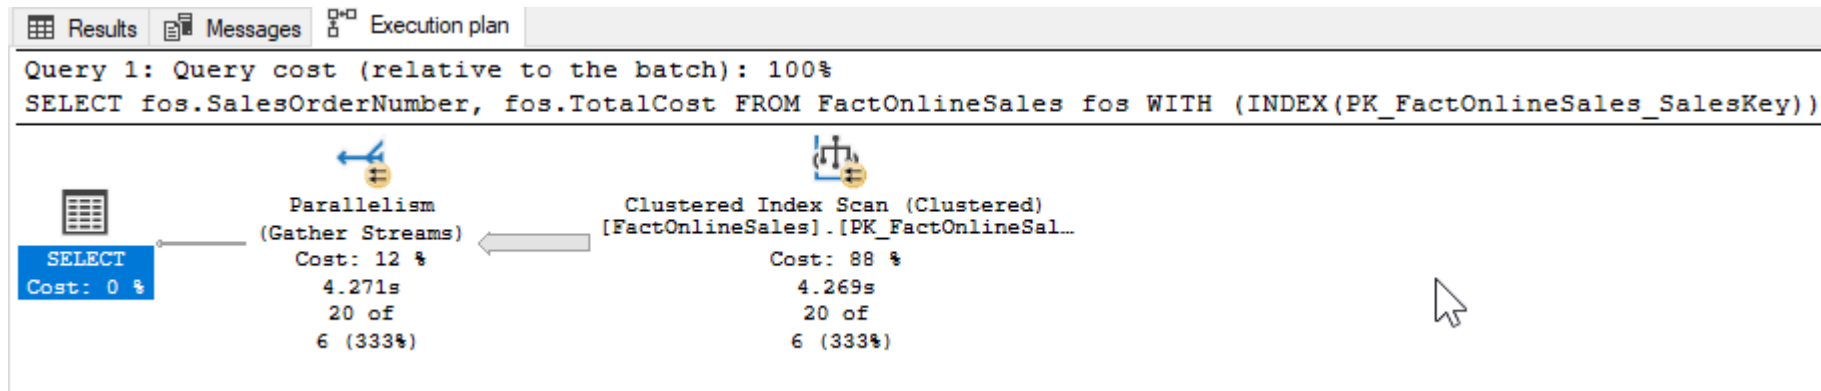 Results Messages Execution plan
Query 1: Query cost (relative to the batch): 100%
SELECT fos.SalesOrderNumber, fos.TotalCost FROM FactOnlineSales fos WITH (INDEX(PK_FactOnlineSales_SalesKey))
SELECT
Cost: 0 %
Parallelism
(Gather Streams)
Cost: 12 %
4.271s
20 of
6 (333%)
Clustered Index Scan (Clustered)
[FactOnlineSales].[PK_FactOnlineSal…
Cost: 88 %
4.269s
20 of
6 (333%)